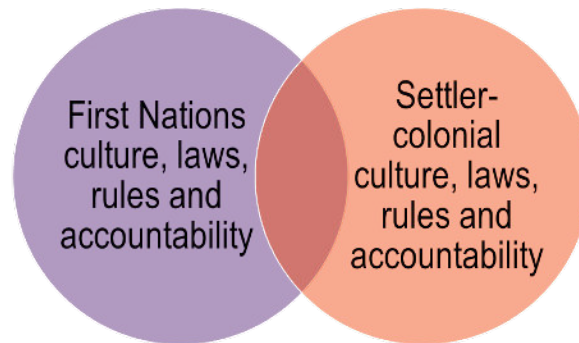 First Nations
culture, laws,
rules and
accountability
Settler-
colonial
culture, laws,
rules and
accountability